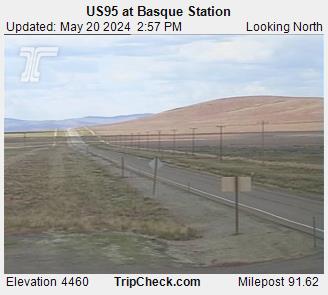 US95 at Basque Station
Updated: May 20 2024 2:57 PM Looking North
Elevation 4460 TripCheck.com Milepost 91.62